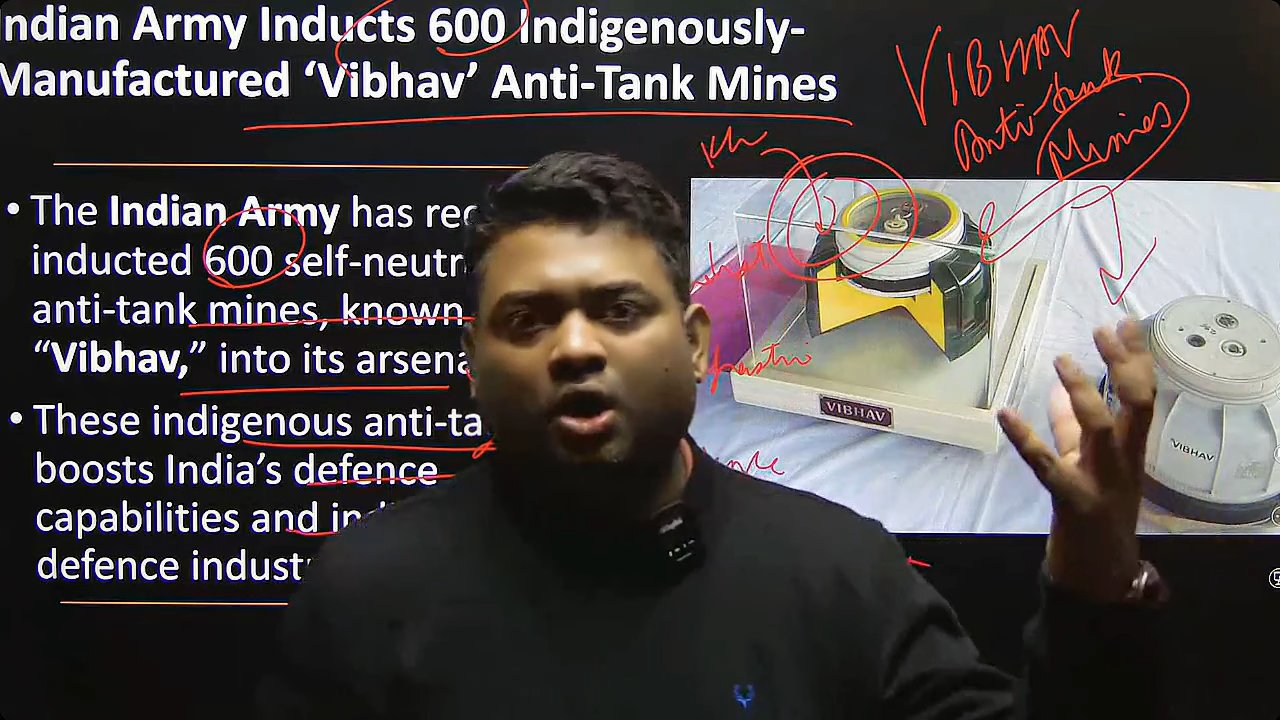 Indian Army Inducts 600 Indigenously-
Manufactured ‘Vibhav’ Anti-Tank Mines
VIBHAV
Anti-tank
Mines
• The Indian Army has rec
inducted 600 self-neutr
anti-tank mines, known
“Vibhav,” into its arsena
• These indigenous anti-ta
boosts India’s defence
capabilities and in
defence indust
VIBHAV
VIBHAV